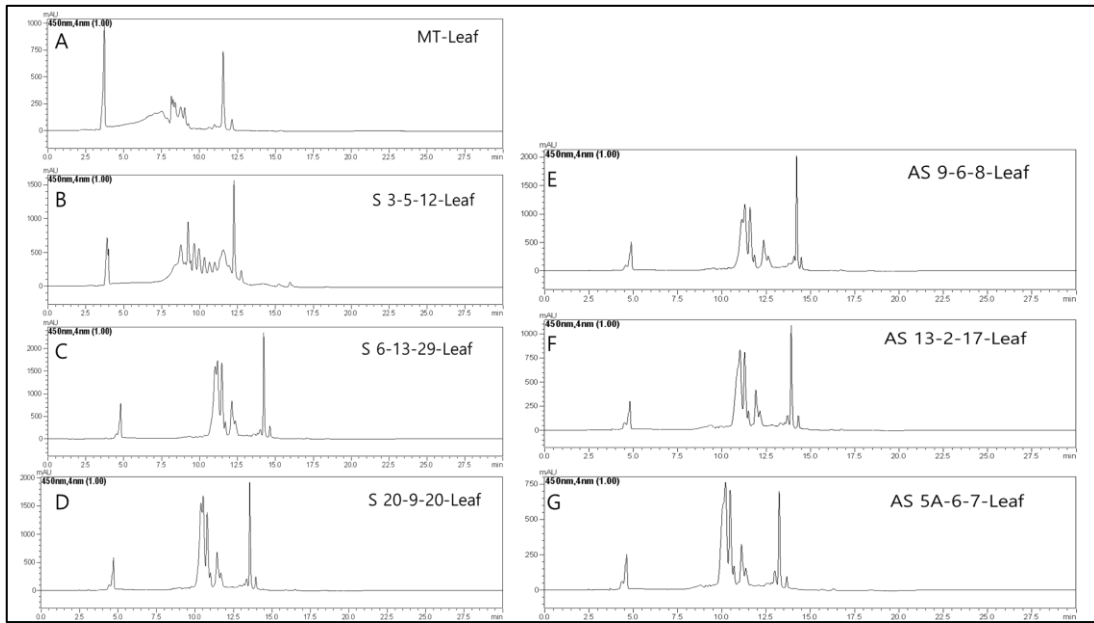 mAU
450nm,4nm (1.00)
A
MT-Leaf
1000
750
500
250
0
0.0 2.5 5.0 7.5 10.0 12.5 15.0 17.5 20.0 22.5 25.0 27.5 min
mAU
450nm,4nm (1.00)
B
S 3-5-12-Leaf
1500
1000
500
0
0.0 2.5 5.0 7.5 10.0 12.5 15.0 17.5 20.0 22.5 25.0 27.5 min
mAU
450nm,4nm (1.00)
C
S 6-13-29-Leaf
2000
1500
1000
500
0
0.0 2.5 5.0 7.5 10.0 12.5 15.0 17.5 20.0 22.5 25.0 27.5 min
mAU
450nm,4nm (1.00)
D
S 20-9-20-Leaf
1500
1000
500
0
0.0 2.5 5.0 7.5 10.0 12.5 15.0 17.5 20.0 22.5 25.0 27.5 min
mAU
450nm,4nm (1.00)
E
AS 9-6-8-Leaf
2000
1500
1000
500
0
0.0 2.5 5.0 7.5 10.0 12.5 15.0 17.5 20.0 22.5 25.0 27.5 min
mAU
450nm,4nm (1.00)
F
AS 13-2-17-Leaf
1000
750
500
250
0
0.0 2.5 5.0 7.5 10.0 12.5 15.0 17.5 20.0 22.5 25.0 27.5 min
mAU
450nm,4nm (1.00)
G
AS 5A-6-7-Leaf
750
500
250
0
0.0 2.5 5.0 7.5 10.0 12.5 15.0 17.5 20.0 22.5 25.0 27.5 min